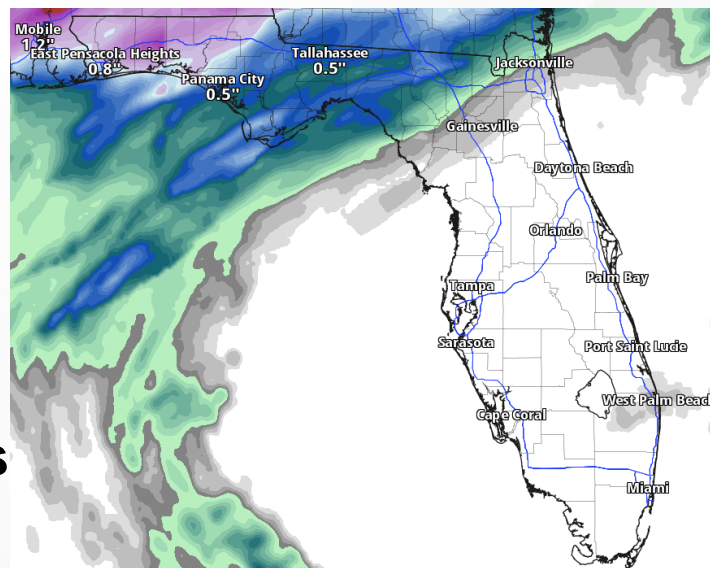 Mobile
1.2"
East Pensacola Heights
0.8"
Tallahassee
0.5"
Panama City
0.5"
Jacksonville
Gainesville
Daytona Beach
Orlando
Palm Bay
Tampa
Sarasota
Port Saint Lucie
West Palm Beach
Cape Coral
s
Miami